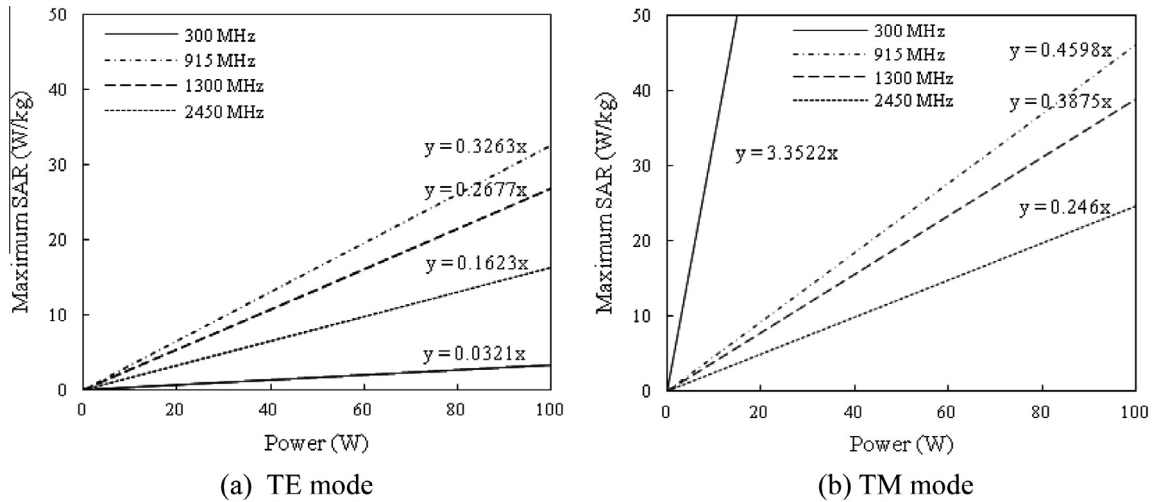 Maximum SAR (W/kg)
50
40
30
20
10
0
300 MHz
915 MHz
1300 MHz
2450 MHz
y = 0.3263x
y = 0.2677x
y = 0.1623x
y = 0.0321x
0 20 40 60 80 100
Power (W)
(a) TE mode
Maximum SAR (W/kg)
50
40
30
20
10
0
300 MHz
915 MHz
1300 MHz
2450 MHz
y = 0.4598x
y = 0.3875x
y = 3.3522x
y = 0.246x
0 20 40 60 80 100
Power (W)
(b) TM mode